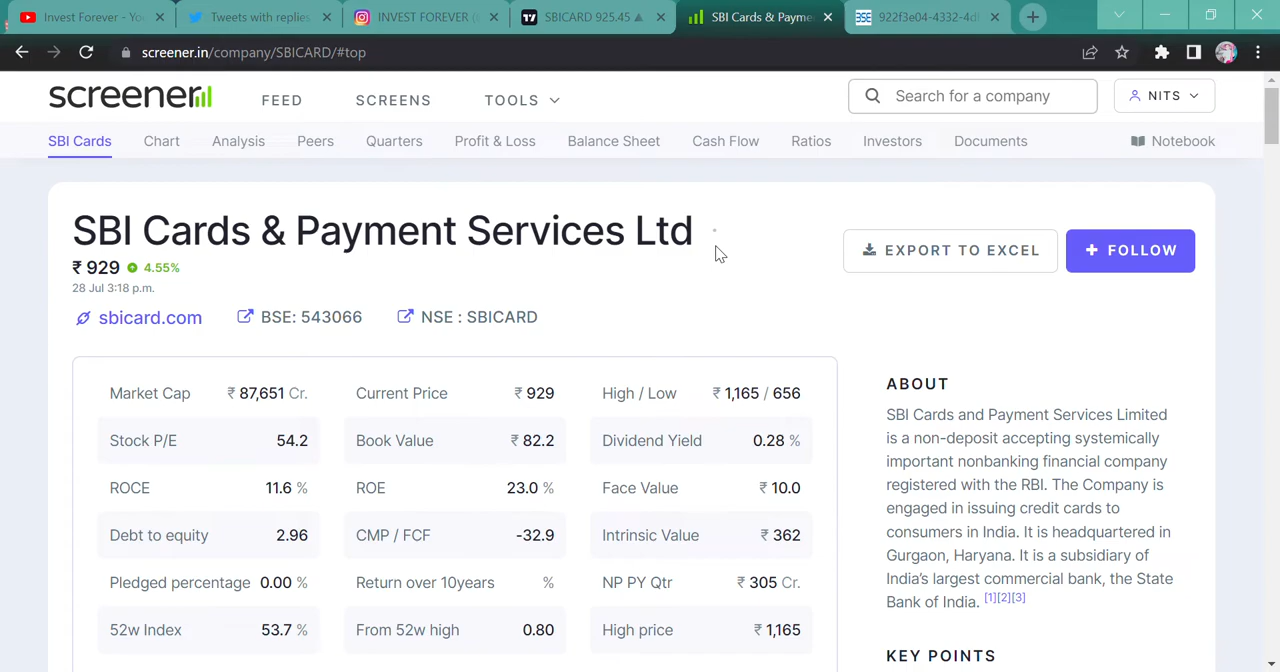 Invest Forever - You
Tweets with replies
INVEST FOREVER (
SBICARD 925.45 ▲
SBI Cards & Payme
922f3e04-4332-4d
screener.in/company/SBICARD/#top
screener
FEED
SCREENS
TOOLS
Search for a company
NITS
SBI Cards
Chart
Analysis
Peers
Quarters
Profit & Loss
Balance Sheet
Cash Flow
Ratios
Investors
Documents
Notebook
SBI Cards & Payment Services Ltd
EXPORT TO EXCEL
+ FOLLOW
₹ 929 4.55%
28 Jul 3:18 p.m.
sbicard.com
BSE: 543066
NSE : SBICARD
Market Cap ₹ 87,651 Cr.
Current Price ₹ 929
High / Low ₹ 1,165 / 656
Stock P/E 54.2
Book Value ₹ 82.2
Dividend Yield 0.28 %
ROCE 11.6 %
ROE 23.0 %
Face Value ₹ 10.0
Debt to equity 2.96
CMP / FCF -32.9
Intrinsic Value ₹ 362
Pledged percentage 0.00 %
Return over 10years %
NP PY Qtr ₹ 305 Cr.
52w Index 53.7 %
From 52w high 0.80
High price ₹ 1,165
ABOUT
SBI Cards and Payment Services Limited
is a non-deposit accepting systemically
important nonbanking financial company
registered with the RBI. The Company is
engaged in issuing credit cards to
consumers in India. It is headquartered in
Gurgaon, Haryana. It is a subsidiary of
India's largest commercial bank, the State
Bank of India. [1][2][3]
KEY POINTS